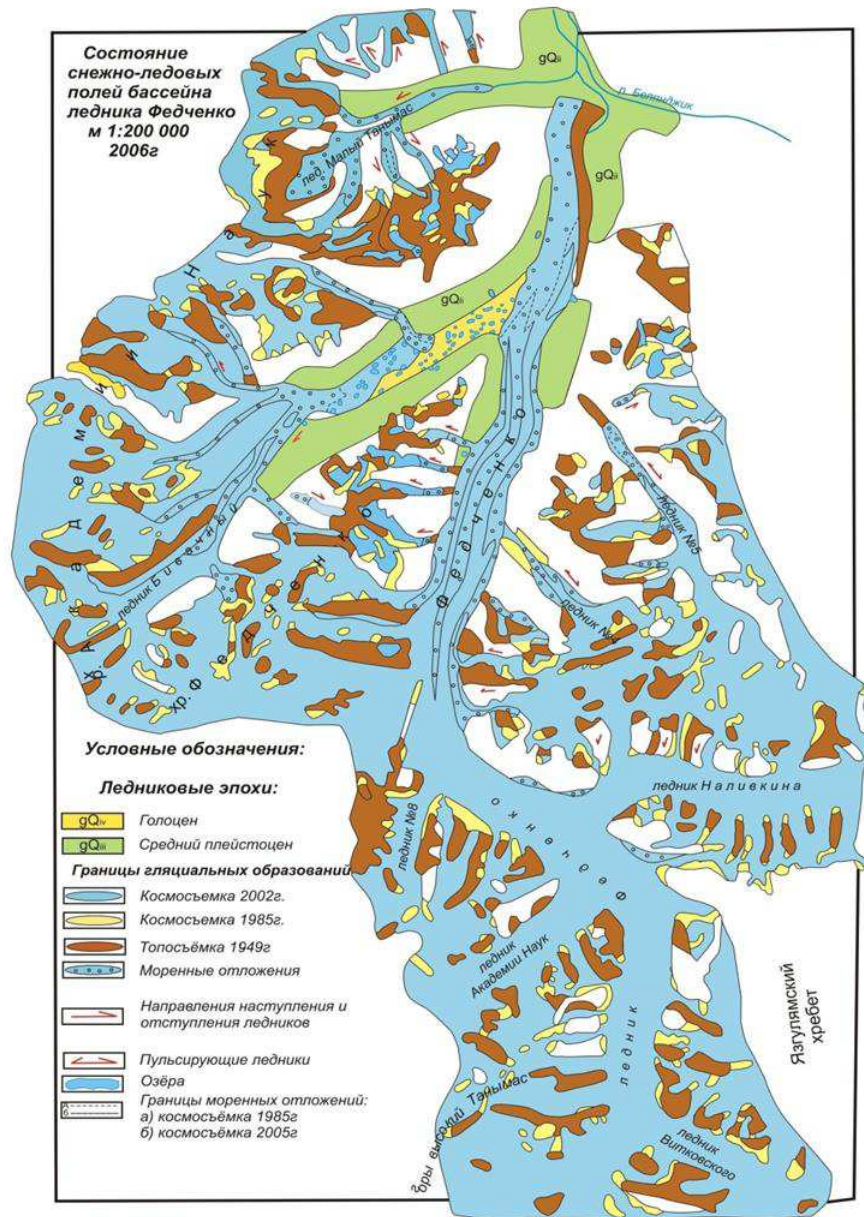 Состояние
снежно-ледовых
полей бассейна
ледника Федченко
м 1:200 000
2006г
gQiii
р. Белгуджик
лед. Малый Танымас
gQiii
gQiii
хр. Академии Наук
ледник Бивачный
хр. Федченко
Федченко
ледник №5
ледник №4
ледник Наливкина
ледник №8
ледник Федченко
ледник
Академии Наук
Язгулямский
хребет
горы высокий Танымас
ледник
Витковского
Условные обозначения:
Ледниковые эпохи:
gQiv Голоцен
gQiii Средний плейстоцен
Границы гляциальных образований
Космосъемка 2002г.
Космосъемка 1985г.
Топосъёмка 1949г
Моренные отложения
Направления наступления и
отступления ледников
Пульсирующие ледники
Озёра
Границы моренных отложений:
а) космосъёмка 1985г
б) космосъёмка 2005г